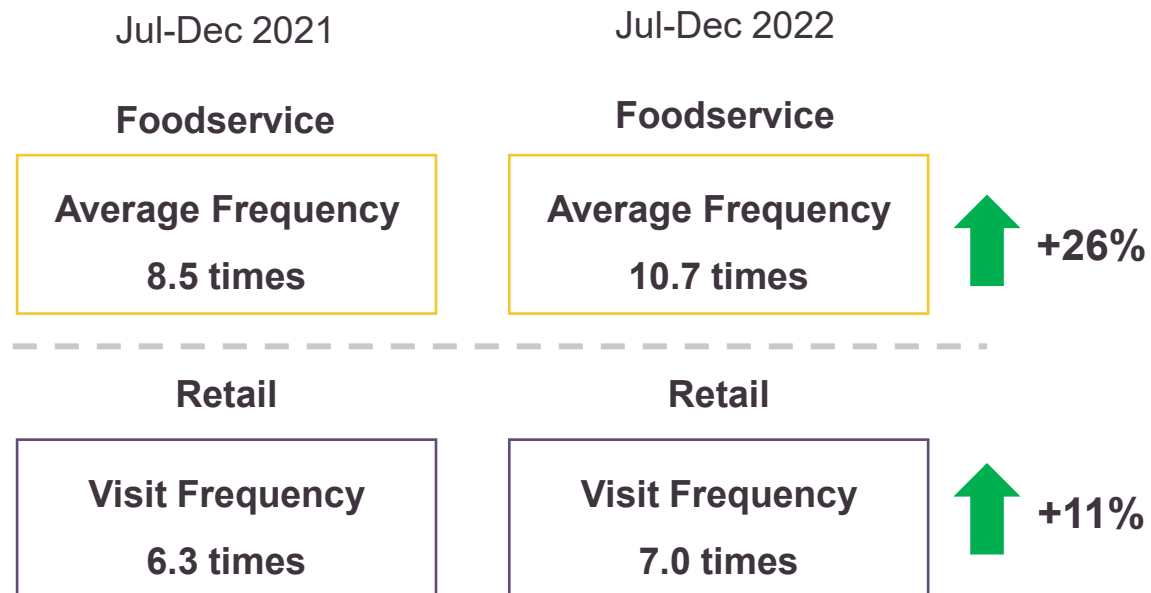 Jul-Dec 2021
Jul-Dec 2022
Foodservice
Foodservice
Average Frequency
8.5 times
Average Frequency
10.7 times
+26%
Retail
Retail
Visit Frequency
6.3 times
Visit Frequency
7.0 times
+11%